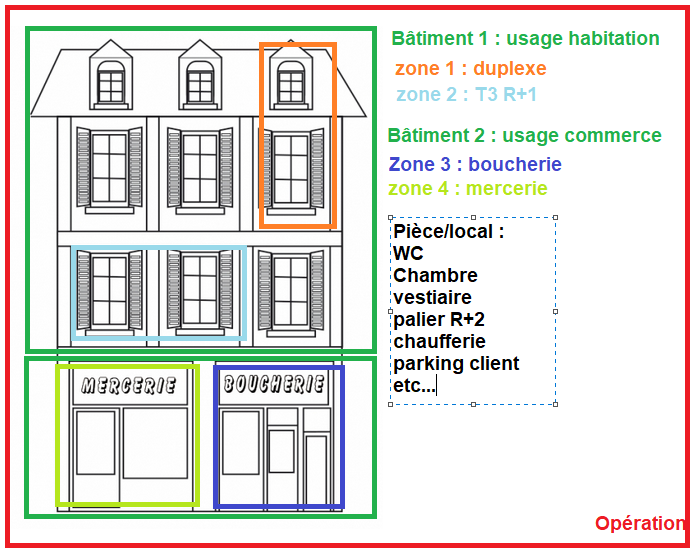 Bâtiment 1 : usage habitation
zone 1 : duplexe
zone 2 : T3 R+1
Bâtiment 2 : usage commerce
Zone 3 : boucherie
zone 4 : mercerie
Pièce/local :
WC
Chambre
vestiaire
palier R+2
chaufferie
parking client
etc...
MERCERIE
BOUCHERIE
Opération